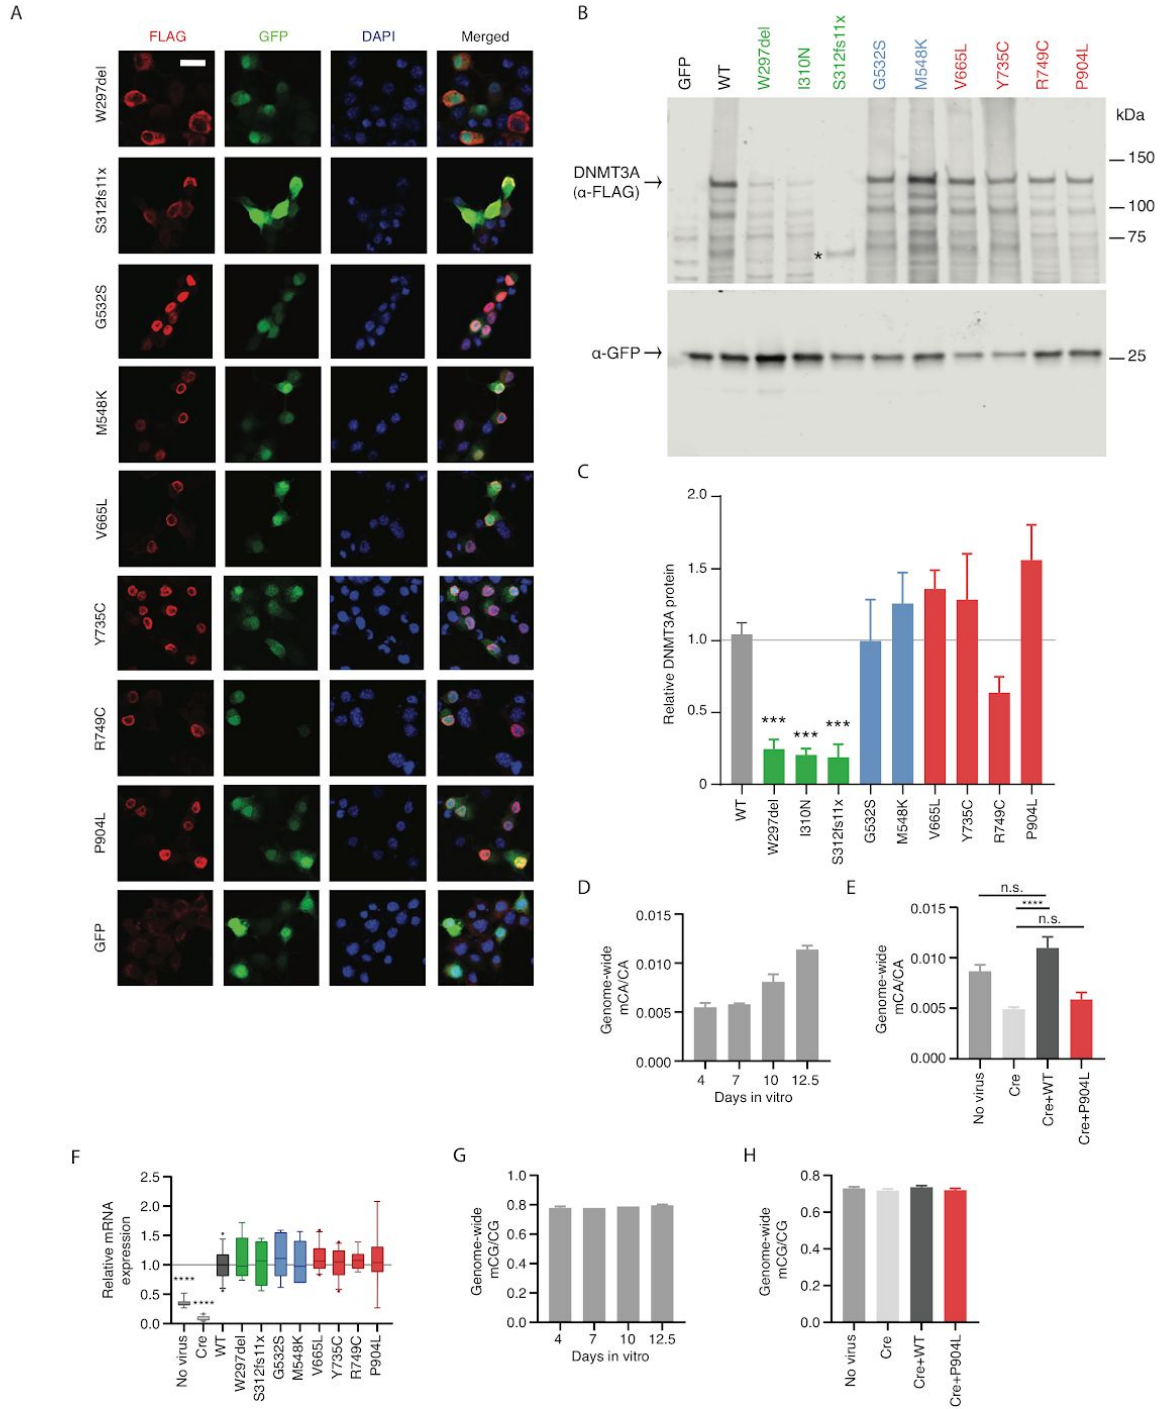 A
FLAG GFP DAPI Merged
W297del
S312fs11x
G532S
M548K
V665L
Y735C
R749C
P904L
GFP
B
GFP WT W297del I310N S312fs11x G532S M548K V665L Y735C R749C P904L
kDa
DNMT3A
(α-FLAG)
150
100
75
*
α-GFP
25
C
Relative DNMT3A protein
2.0
1.5
1.0
0.5
0
*** *** ***
WT W297del I310N S312fs11x G532S M548K V665L Y735C R749C P904L
D
Genome-wide
mCA/CA
0.015
0.010
0.005
0.000
4 7 10 12.5
Days in vitro
E
Genome-wide
mCA/CA
0.015
0.010
0.005
0.000
n.s.
****
n.s.
No virus Cre Cre+WT Cre+P904L
F
Relative mRNA
expression
2.5
2.0
1.5
1.0
0.5
0.0
****
****
No virus Cre WT W297del S312fs11x G532S M548K V665L Y735C R749C P904L
G
Genome-wide
mCG/CG
1.0
0.8
0.6
0.4
0.2
0.0
4 7 10 12.5
Days in vitro
H
Genome-wide
mCG/CG
0.8
0.6
0.4
0.2
0.0
No virus Cre Cre+WT Cre+P904L